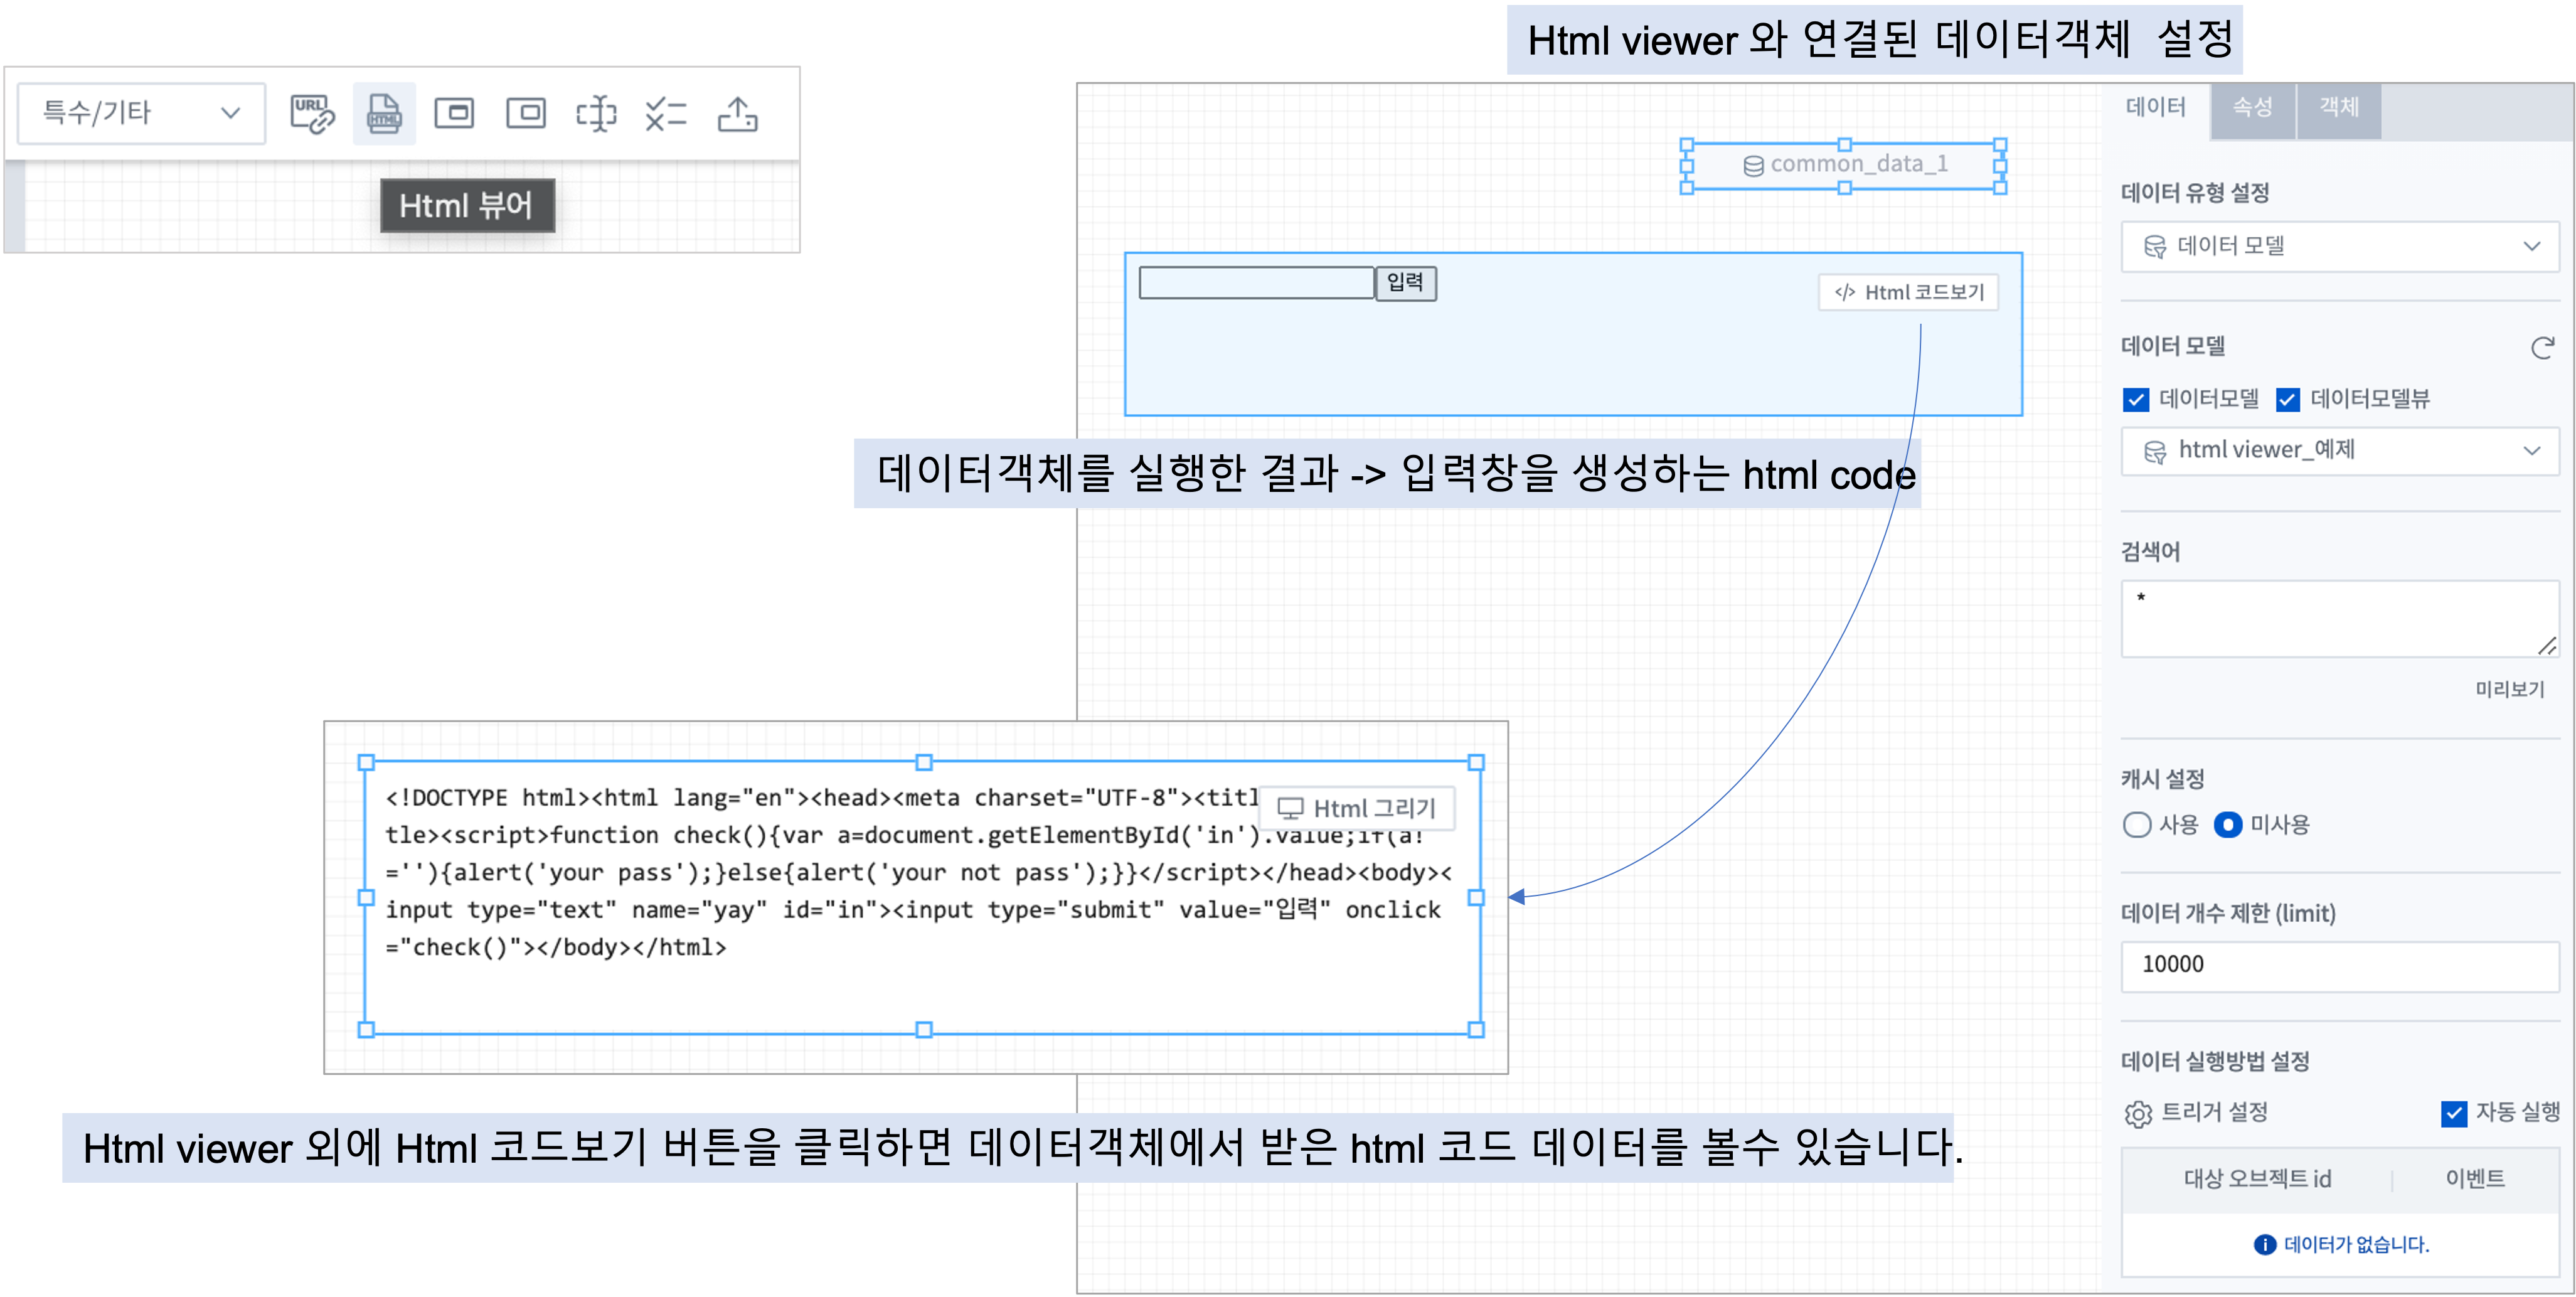 Html viewer 와 연결된 데이터객체 설정
특수/기타
URL
HTML
Html 뷰어
common_data_1
입력
</> Html 코드보기
데이터객체를 실행한 결과 -> 입력창을 생성하는 html code
<!DOCTYPE html><html lang="en"><head><meta charset="UTF-8"><titl
Html 그리기
tle><script>function check(){var a=document.getElementById('in').value;if(a!
=''){alert('your pass');}else{alert('your not pass');}}</script></head><body><
input type="text" name="yay" id="in"><input type="submit" value="입력" onclick
="check()"></body></html>
Html viewer 외에 Html 코드보기 버튼을 클릭하면 데이터객체에서 받은 html 코드 데이터를 볼수 있습니다.
데이터 속성 객체
데이터 유형 설정
데이터 모델
데이터 모델
데이터모델 데이터모델뷰
html viewer_예제
검색어
*
미리보기
캐시 설정
사용 미사용
데이터 개수 제한 (limit)
10000
데이터 실행방법 설정
트리거 설정 자동 실행
대상 오브젝트 id 이벤트
데이터가 없습니다.